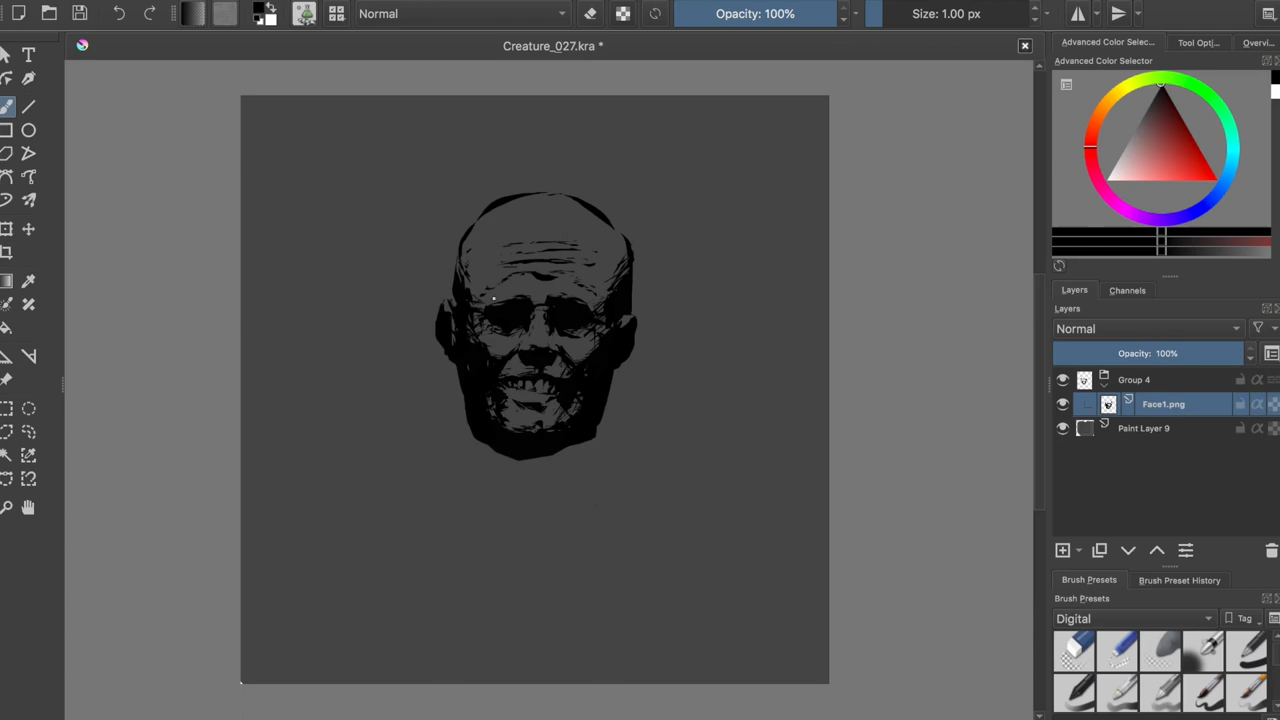 Normal
Opacity: 100%
Size: 1.00 px
Creature_027.kra *
Advanced Color Selec...
Tool Opt...
Overvi...
Advanced Color Selector
Layers
Channels
Layers
Normal
Opacity: 100%
Group 4
Face1.png
Paint Layer 9
Brush Presets
Brush Preset History
Brush Presets
Digital
Tag